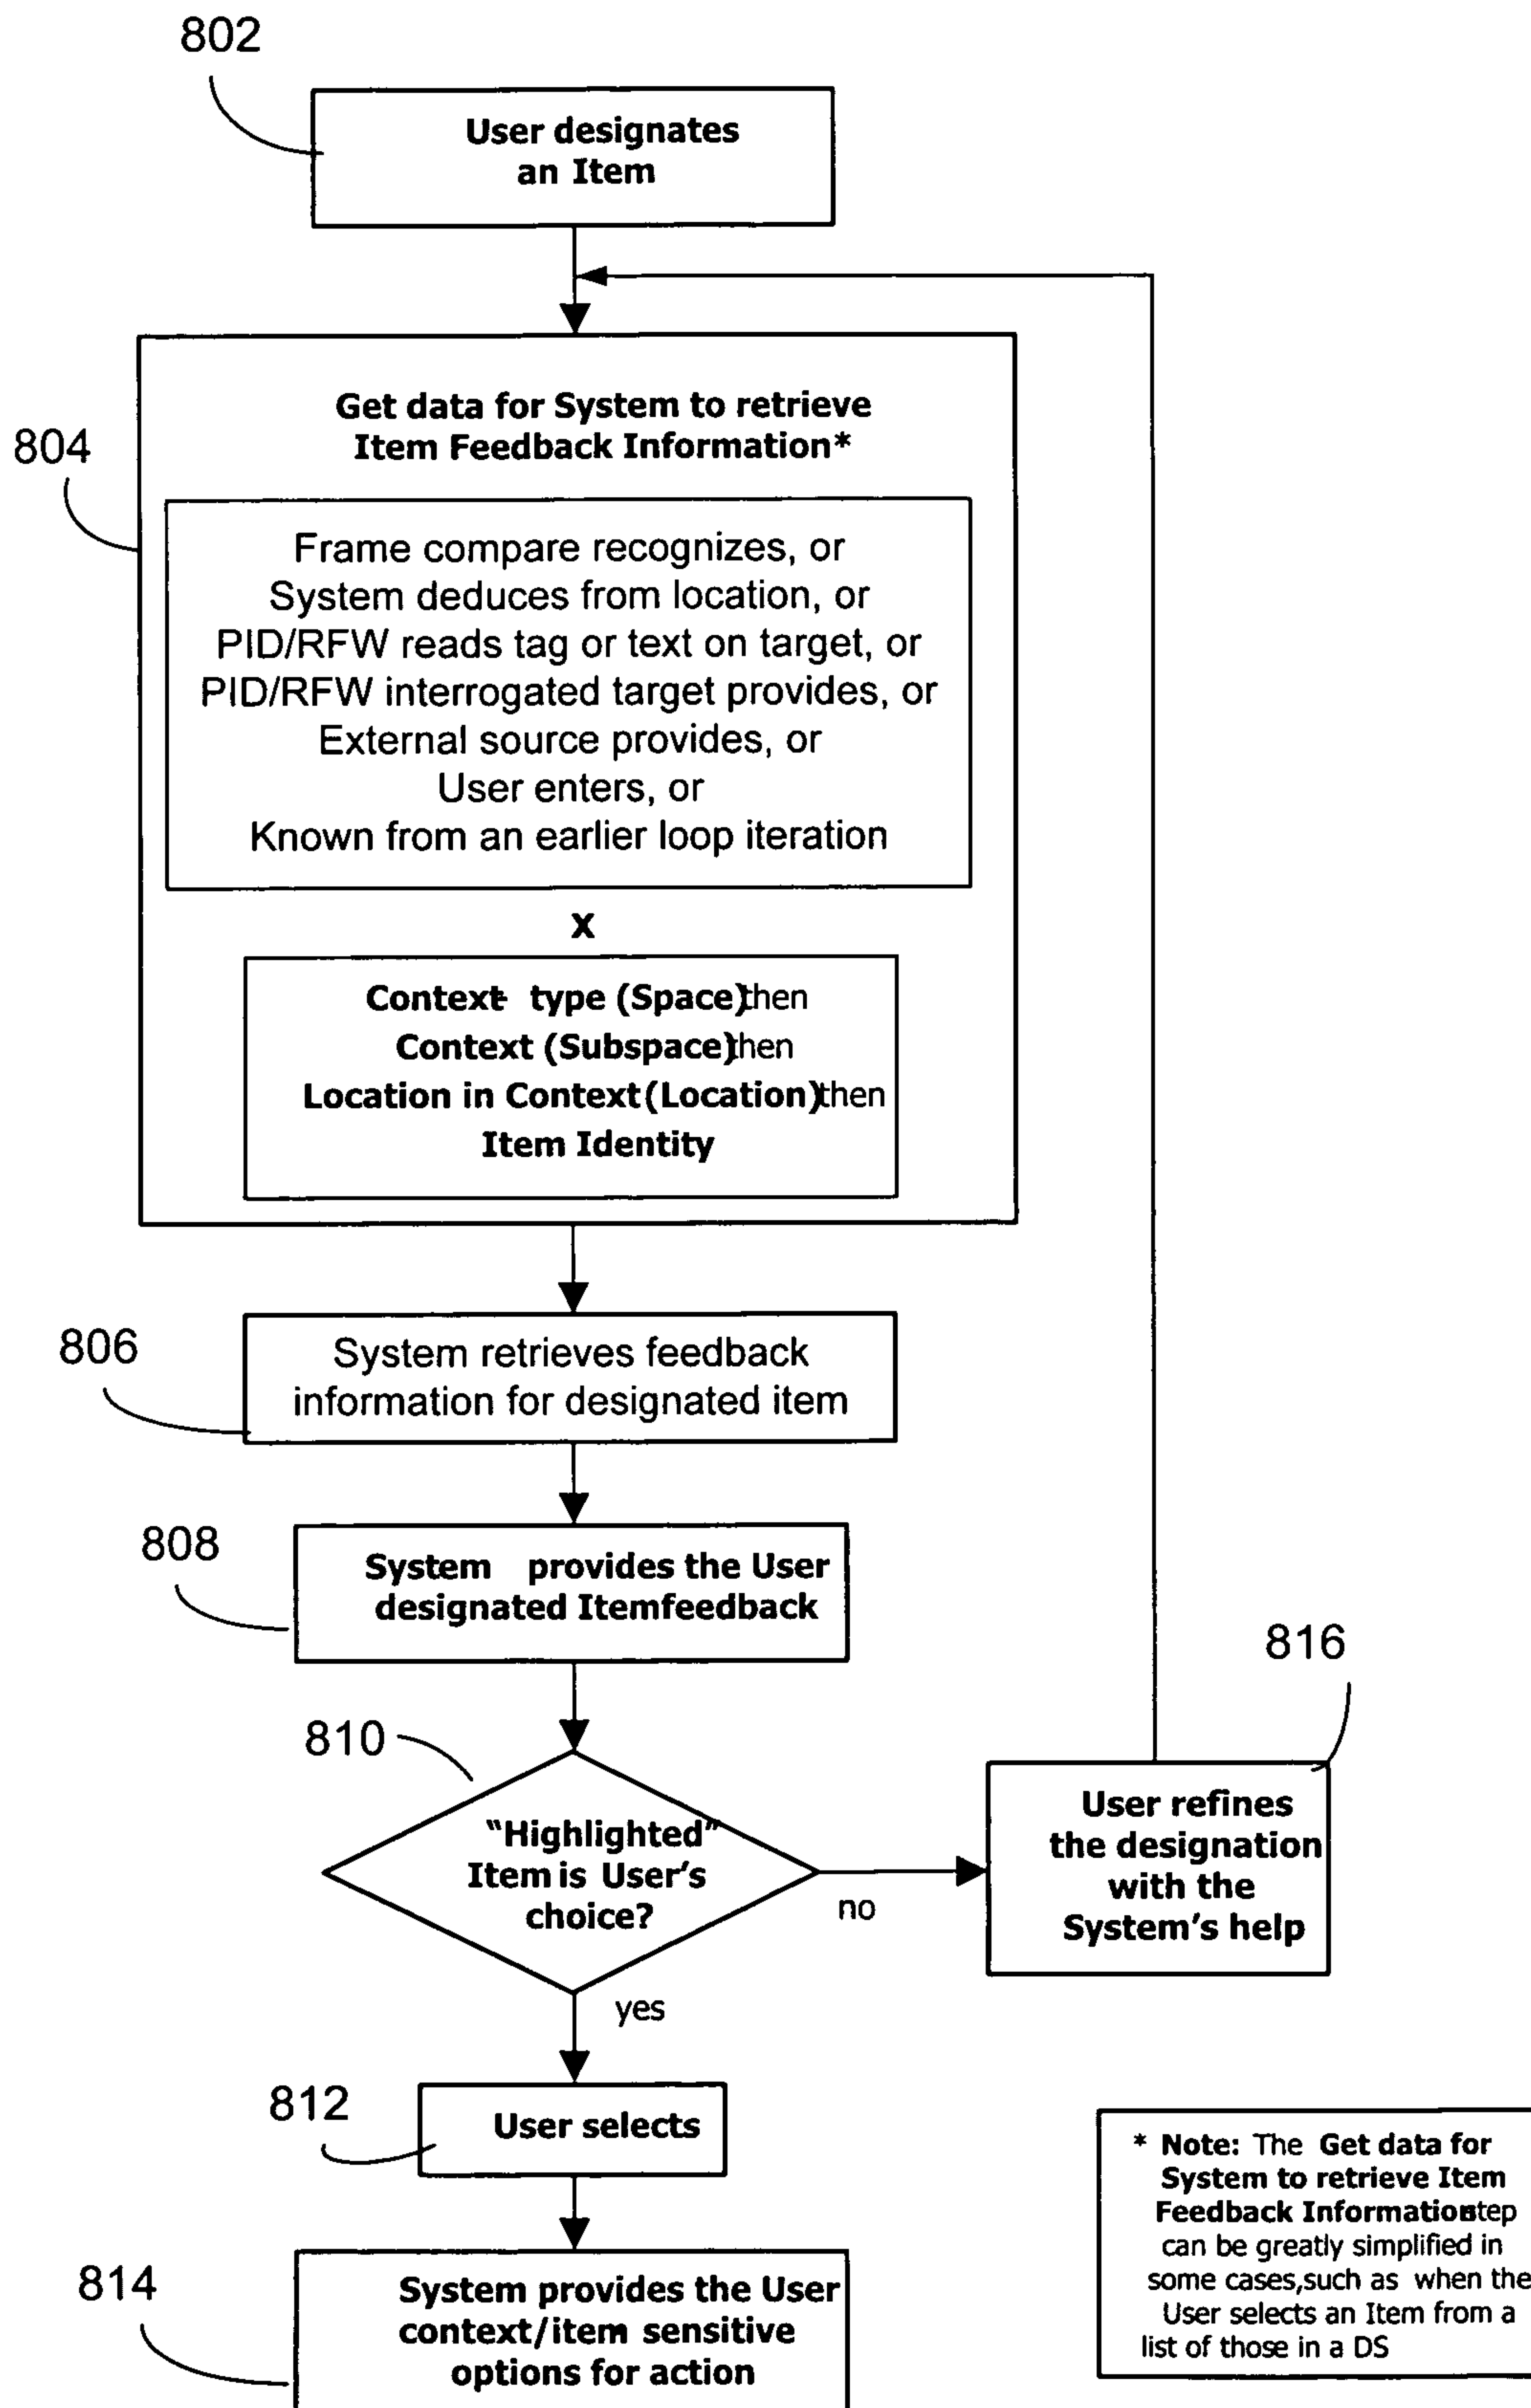 802
User designates
an Item
804
Get data for System to retrieve
Item Feedback Information*
Frame compare recognizes, or
System deduces from location, or
PID/RFW reads tag or text on target, or
PID/RFW interrogated target provides, or
External source provides, or
User enters, or
Known from an earlier loop iteration
x
Context- type (Space)then
Context (Subspace)then
Location in Context(Location)then
Item Identity
806
System retrieves feedback
information for designated item
808
System provides the User
designated Itemfeedback
810
"Highlighted"
Item is User's
choice?
no
yes
816
User refines
the designation
with the
System's help
812
User selects
814
System provides the User
context/item sensitive
options for action
* Note: The Get data for
System to retrieve Item
Feedback Informationstep
can be greatly simplified in
some cases,such as when the
User selects an Item from a
list of those in a DS